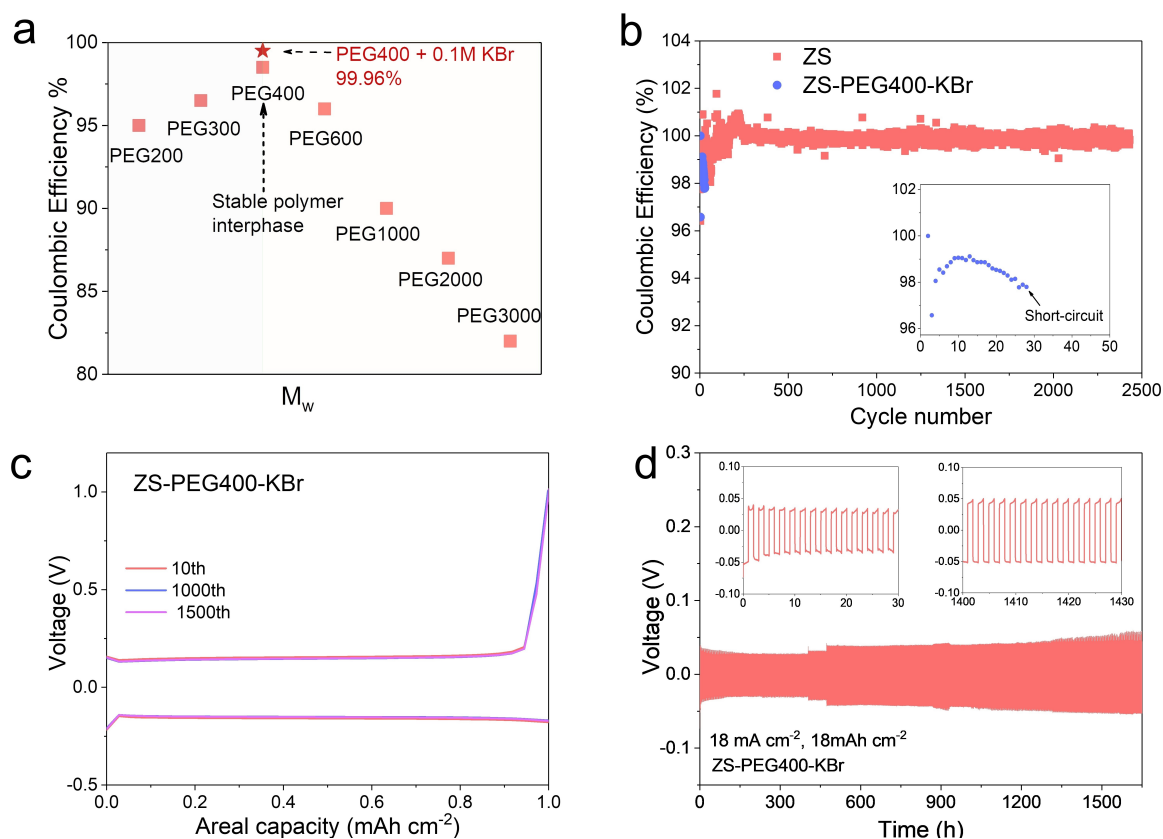 a
Coulombic Efficiency %
100
95
90
85
80
PEG400 + 0.1M KBr
99.96%
PEG400
PEG300
PEG200
PEG600
Stable polymer
interphase
PEG1000
PEG2000
PEG3000
M_w
b
Coulombic Efficiency (%)
104
102
100
98
96
94
92
90
ZS
ZS-PEG400-KBr
102
100
98
96
Short-circuit
0 10 20 30 40 50
0 500 1000 1500 2000 2500
Cycle number
c
Voltage (V)
1.0
0.5
0.0
-0.5
ZS-PEG400-KBr
10th
1000th
1500th
0.0 0.2 0.4 0.6 0.8 1.0
Areal capacity (mAh cm⁻²)
d
Voltage (V)
0.3
0.2
0.1
0.0
-0.1
0.10
0.05
0.00
-0.05
-0.10
0 10 20 30
0.10
0.05
0.00
-0.05
-0.10
1400 1410 1420 1430
18 mA cm⁻², 18mAh cm⁻²
ZS-PEG400-KBr
0 300 600 900 1200 1500
Time (h)